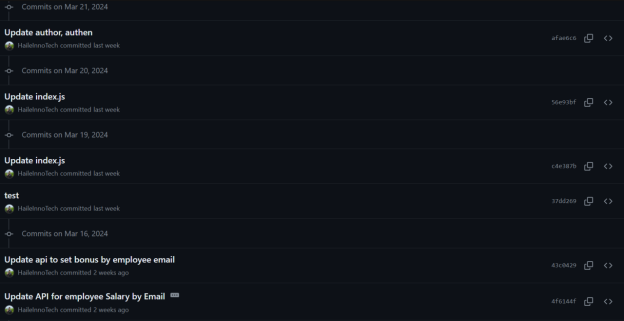 Commits on Mar 21, 2024
Update author, authen
HaileInnoTech committed last week
afae6c6
Commits on Mar 20, 2024
Update index.js
HaileInnoTech committed last week
56e93bf
Commits on Mar 19, 2024
Update index.js
HaileInnoTech committed last week
c4e387b
test
HaileInnoTech committed last week
37dd269
Commits on Mar 16, 2024
Update api to set bonus by employee email
HaileInnoTech committed 2 weeks ago
43c0429
Update API for employee Salary by Email
HaileInnoTech committed 2 weeks ago
4f6144f